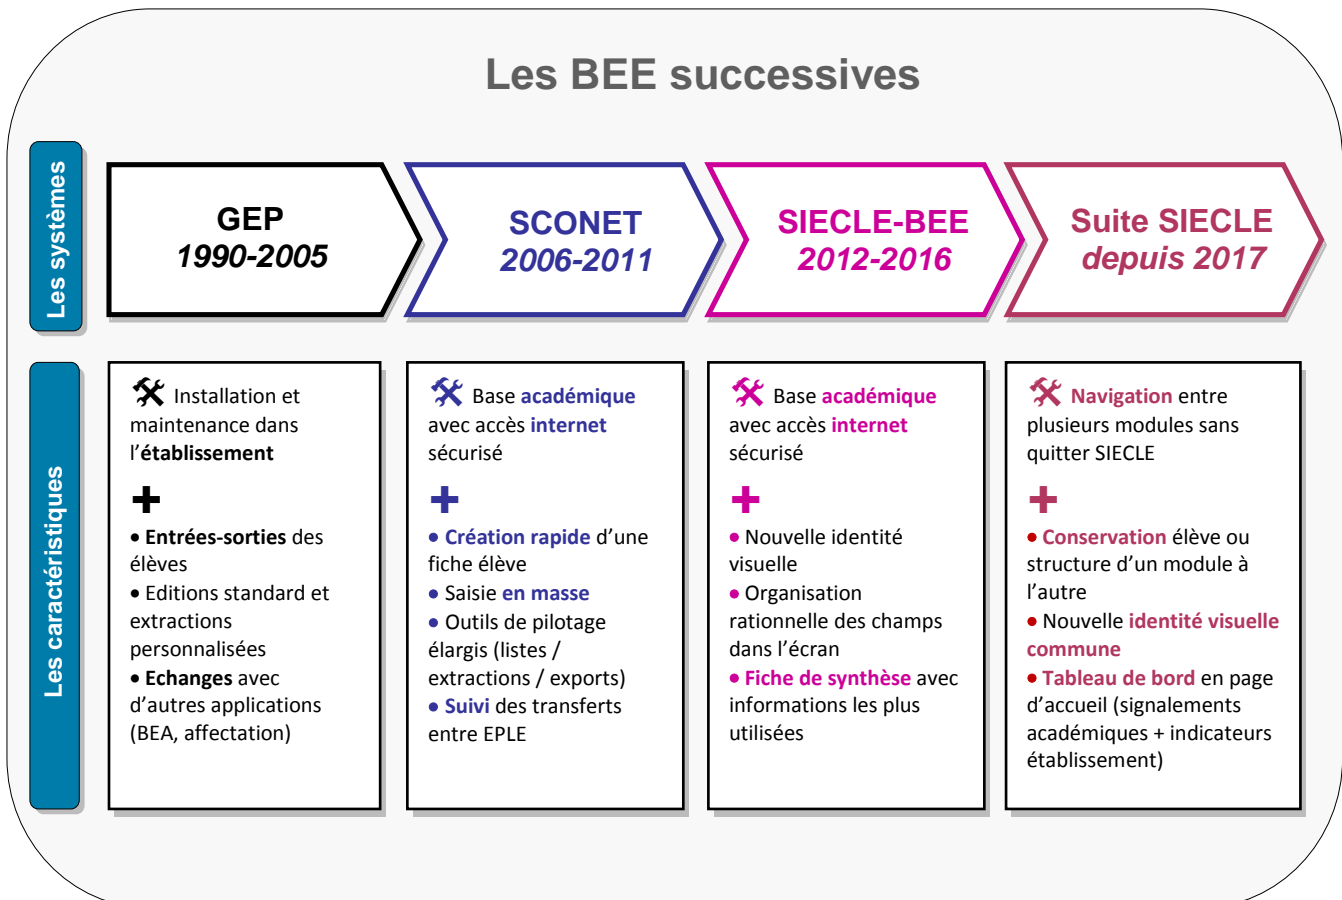 Les BEE successives
Les systèmes
GEP
1990-2005
SCONET
2006-2011
SIECLE-BEE
2012-2016
Suite SIECLE
depuis 2017
Les caractéristiques
Installation et
maintenance dans
l’établissement
• Entrées-sorties des
élèves
• Editions standard et
extractions
personnalisées
• Echanges avec
d’autres applications
(BEA, affectation)
Base académique
avec accès internet
sécurisé
• Création rapide d’une
fiche élève
• Saisie en masse
• Outils de pilotage
élargis (listes /
extractions / exports)
• Suivi des transferts
entre EPLE
Base académique
avec accès internet
sécurisé
• Nouvelle identité
visuelle
• Organisation
rationnelle des champs
dans l’écran
• Fiche de synthèse avec
informations les plus
utilisées
Navigation entre
plusieurs modules sans
quitter SIECLE
• Conservation élève ou
structure d’un module à
l’autre
• Nouvelle identité visuelle
commune
• Tableau de bord en page
d’accueil (signalements
académiques + indicateurs
établissement)